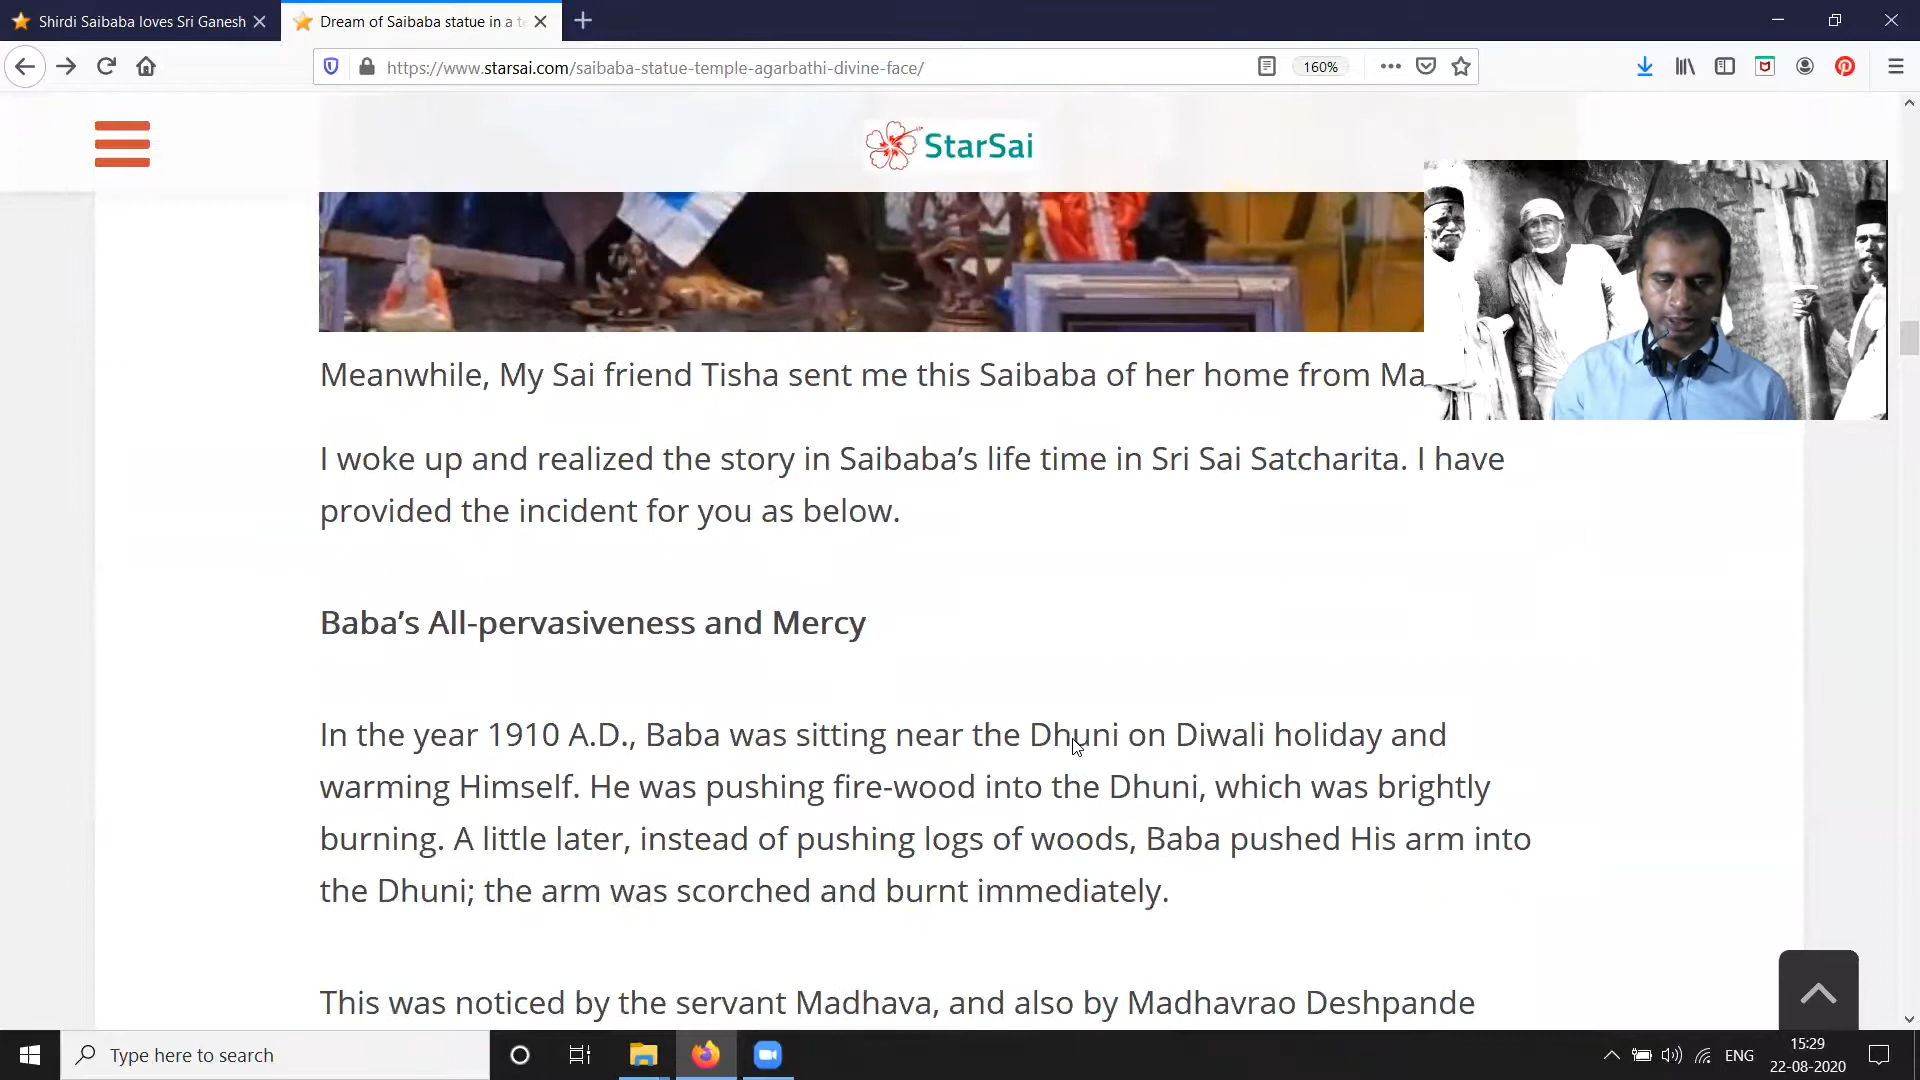 Shirdi Saibaba loves Sri Ganesh
Dream of Saibaba statue in a te
https://www.starsai.com/saibaba-statue-temple-agarbathi-divine-face/
160%
StarSai
Meanwhile, My Sai friend Tisha sent me this Saibaba of her home from Ma
I woke up and realized the story in Saibaba’s life time in Sri Sai Satcharita. I have
provided the incident for you as below.
Baba’s All-pervasiveness and Mercy
In the year 1910 A.D., Baba was sitting near the Dhuni on Diwali holiday and
warming Himself. He was pushing fire-wood into the Dhuni, which was brightly
burning. A little later, instead of pushing logs of woods, Baba pushed His arm into
the Dhuni; the arm was scorched and burnt immediately.
This was noticed by the servant Madhava, and also by Madhavrao Deshpande
Type here to search
ENG
15:29
22-08-2020